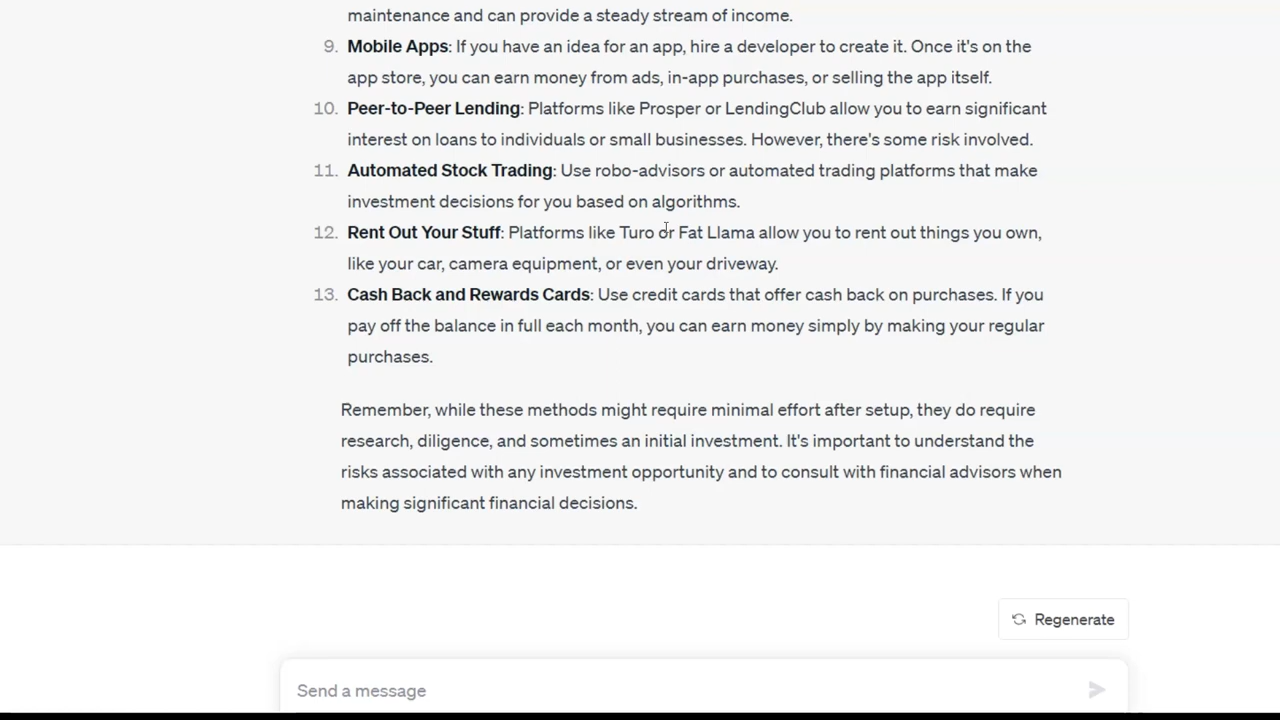 maintenance and can provide a steady stream of income.
9. Mobile Apps: If you have an idea for an app, hire a developer to create it. Once it's on the
app store, you can earn money from ads, in-app purchases, or selling the app itself.
10. Peer-to-Peer Lending: Platforms like Prosper or LendingClub allow you to earn significant
interest on loans to individuals or small businesses. However, there's some risk involved.
11. Automated Stock Trading: Use robo-advisors or automated trading platforms that make
investment decisions for you based on algorithms.
12. Rent Out Your Stuff: Platforms like Turo or Fat Llama allow you to rent out things you own,
like your car, camera equipment, or even your driveway.
13. Cash Back and Rewards Cards: Use credit cards that offer cash back on purchases. If you
pay off the balance in full each month, you can earn money simply by making your regular
purchases.
Remember, while these methods might require minimal effort after setup, they do require
research, diligence, and sometimes an initial investment. It's important to understand the
risks associated with any investment opportunity and to consult with financial advisors when
making significant financial decisions.
Regenerate
Send a message